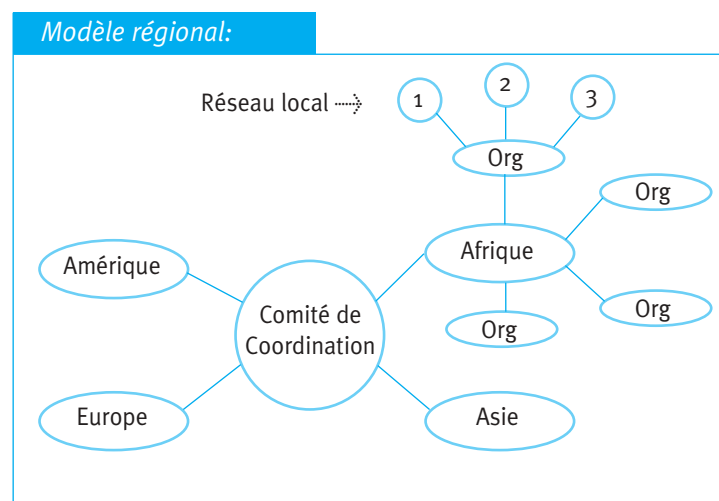 Modèle régional:
Réseau local
1
2
3
Org
Org
Afrique
Amérique
Org
Comité de
Coordination
Org
Europe
Asie